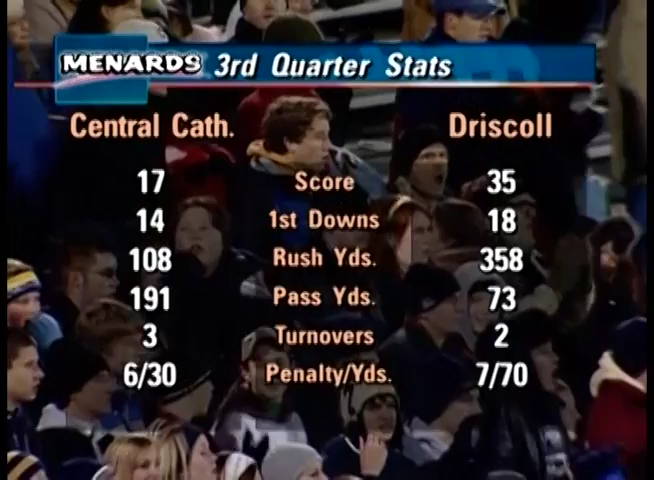 MENARDS 3rd Quarter Stats
Central Cath. Driscoll
17 Score 35
14 1st Downs 18
108 Rush Yds. 358
191 Pass Yds. 73
3 Turnovers 2
6/30 Penalty/Yds. 7/70